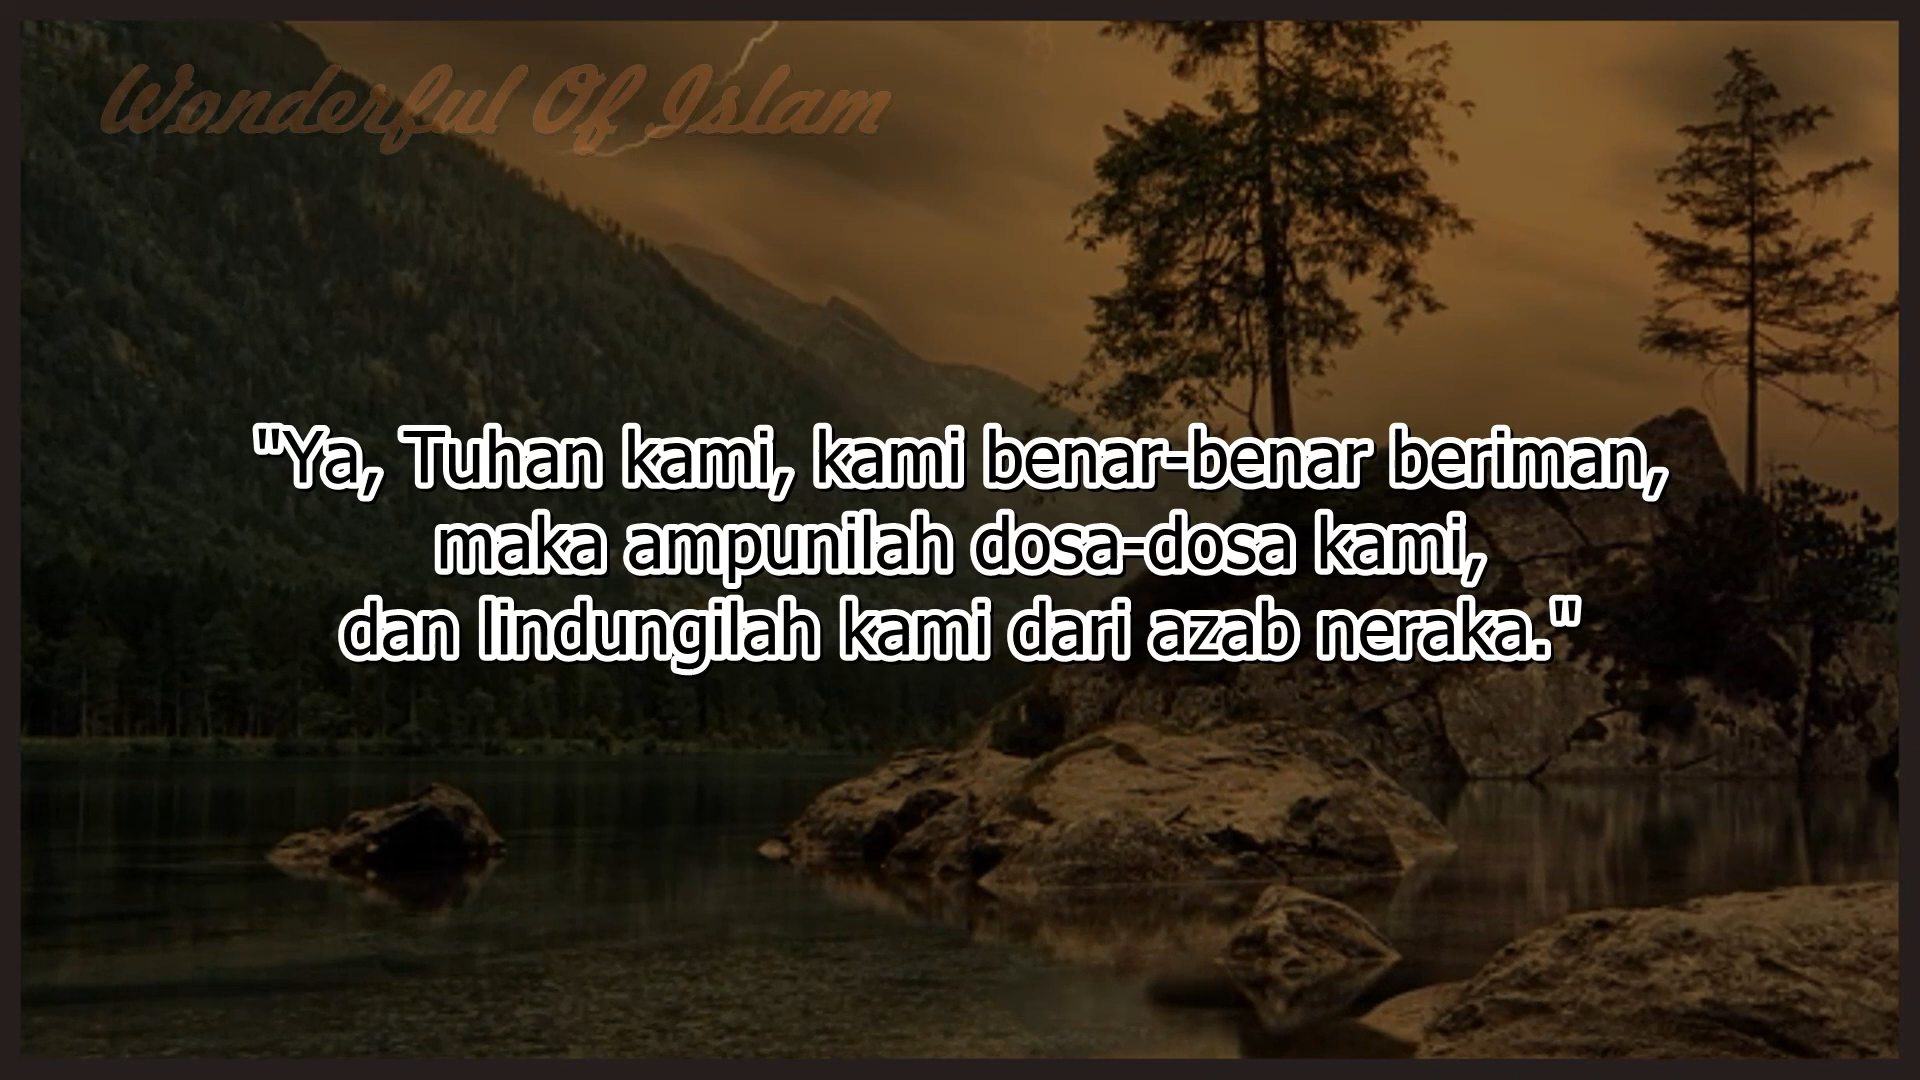 Wonderful Of Islam
"Ya, Tuhan kami, kami benar-benar beriman,
maka ampunilah dosa-dosa kami,
dan lindungilah kami dari azab neraka."